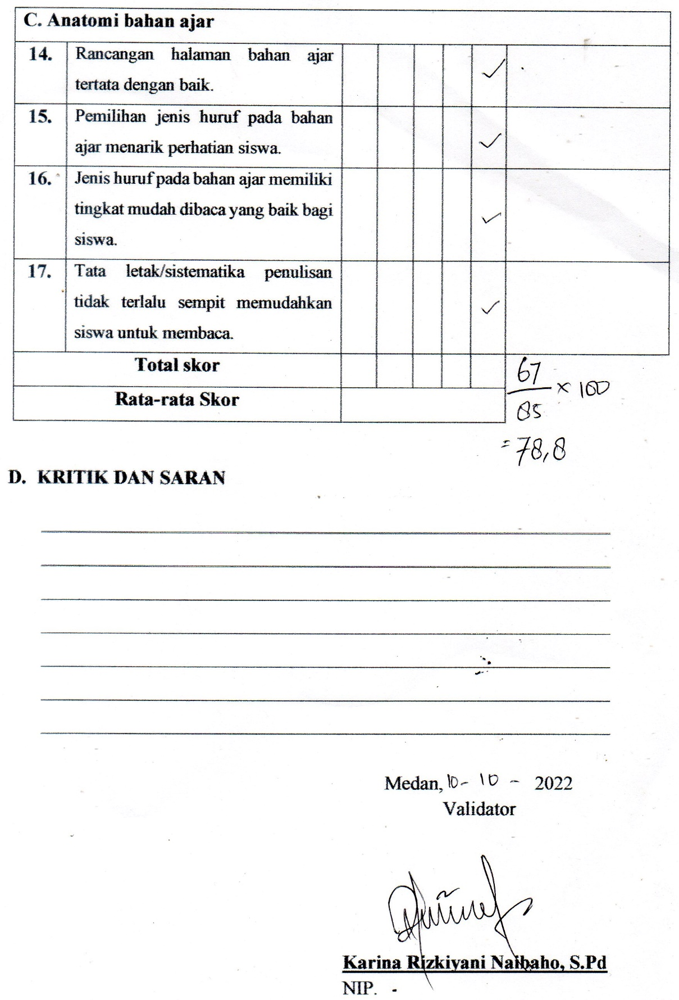 C. Anatomi bahan ajar
14. Rancangan halaman bahan ajar
tertata dengan baik.
✓
15. Pemilihan jenis huruf pada bahan
ajar menarik perhatian siswa.
✓
16. Jenis huruf pada bahan ajar memiliki
tingkat mudah dibaca yang baik bagi
siswa.
✓
17. Tata letak/sistematika penulisan
tidak terlalu sempit memudahkan
siswa untuk membaca.
✓
Total skor
Rata-rata Skor
67
85
× 100
= 78,8
D. KRITIK DAN SARAN
Medan, 10 - 10 - 2022
Validator
Karina Rizkiyani Naibaho, S.Pd
NIP. -